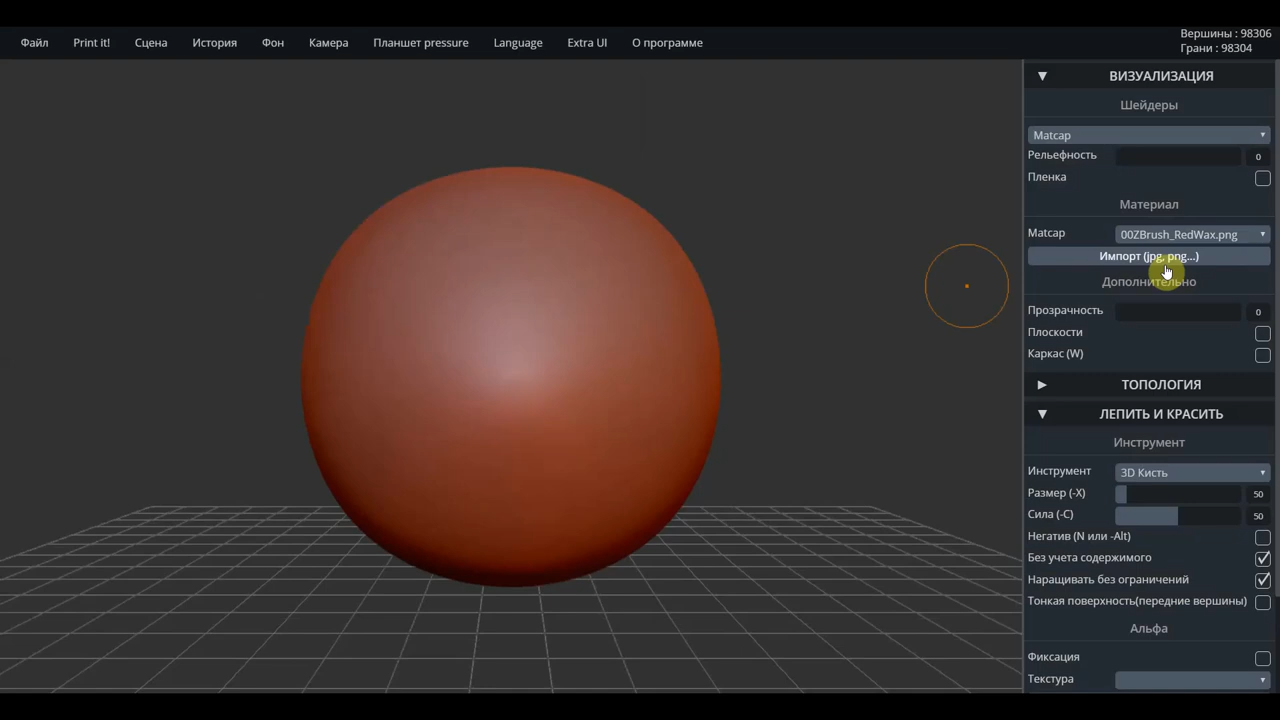 Файл Print it! Сцена История Фон Камера Планшет pressure Language Extra UI О программе
Вершины : 98306
Грани : 98304
ВИЗУАЛИЗАЦИЯ
Шейдеры
Matcap
Рельефность 0
Пленка
Материал
Matcap 00ZBrush_RedWax.png
Импорт (jpg, png...)
Дополнительно
Прозрачность 0
Плоскости
Каркас (W)
ТОПОЛОГИЯ
ЛЕПИТЬ И КРАСИТЬ
Инструмент
Инструмент 3D Кисть
Размер (-X) 50
Сила (-C) 50
Негатив (N или -Alt)
Без учета содержимого
Наращивать без ограничений
Тонкая поверхность(передние вершины)
Альфа
Фиксация
Текстура